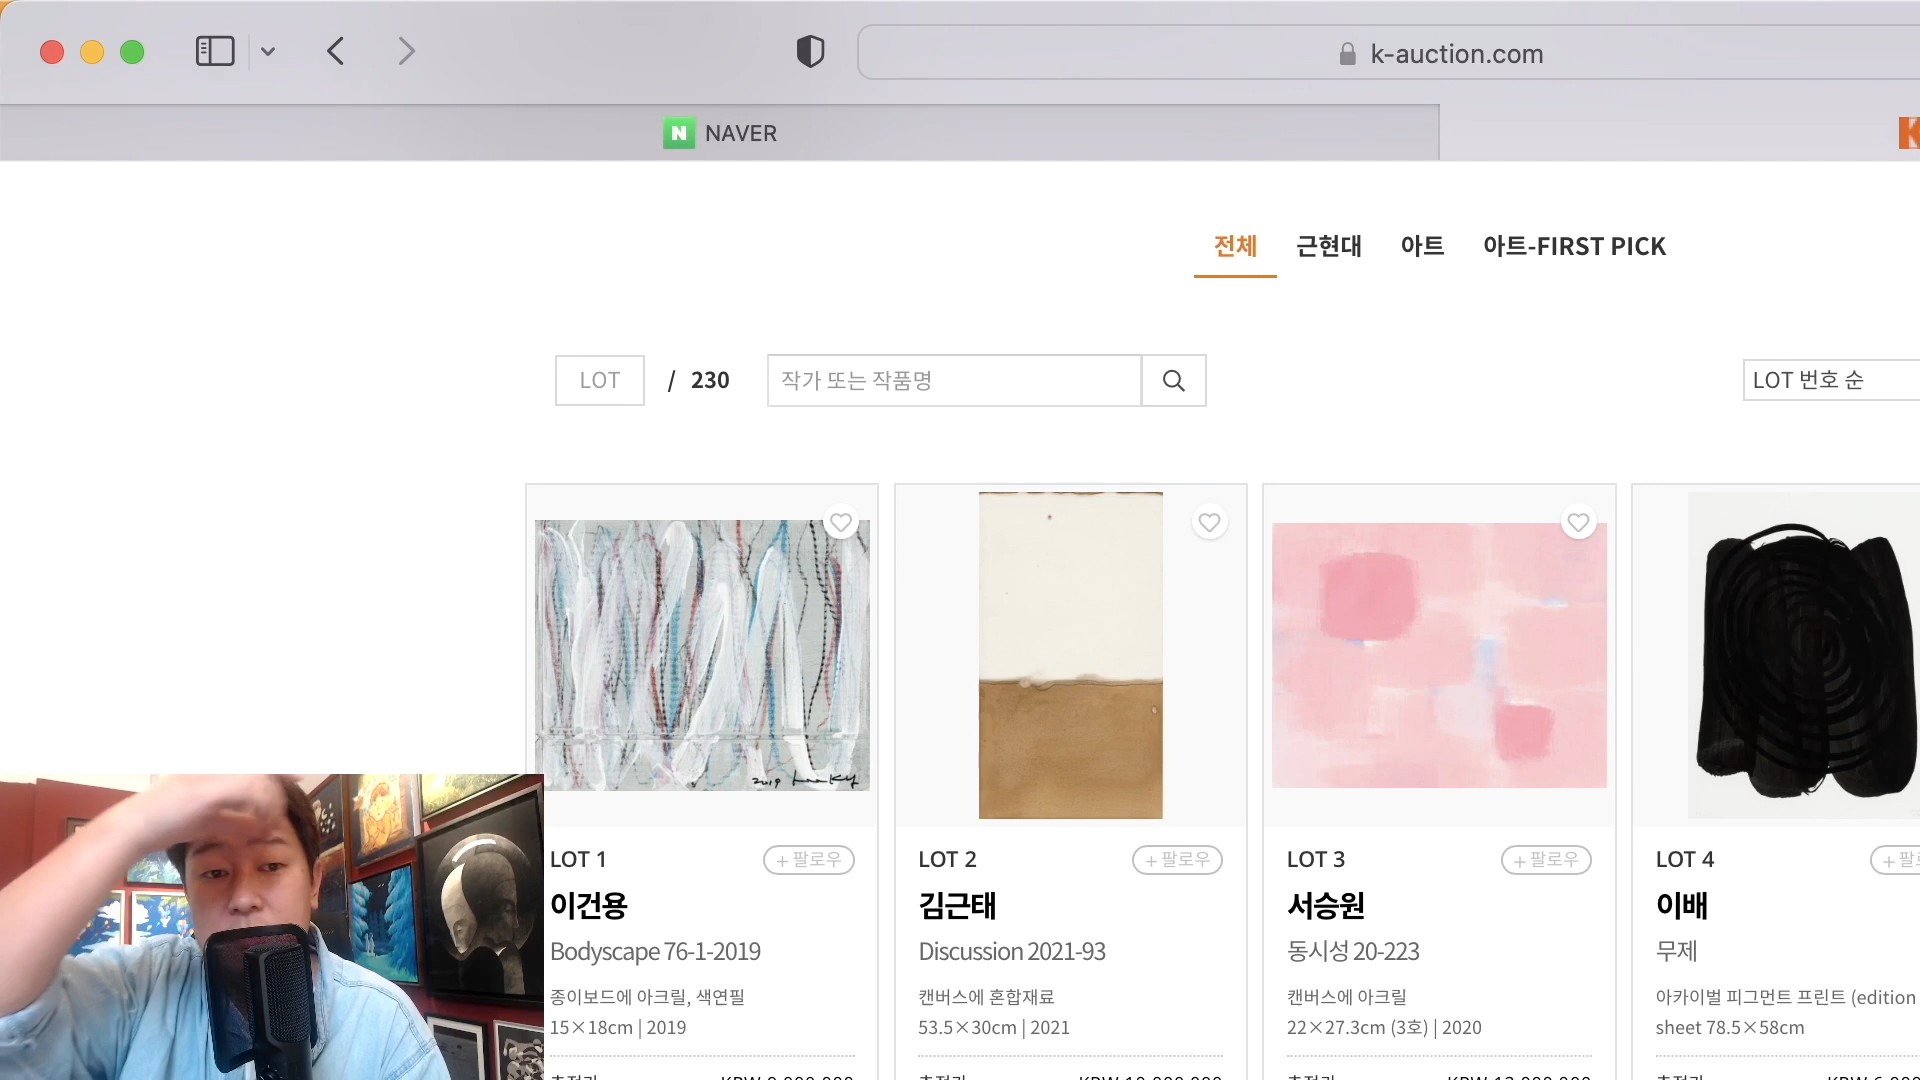 k-auction.com
N NAVER
전체 근현대 아트 아트-FIRST PICK
LOT / 230 작가 또는 작품명 LOT 번호 순
2019
LOT 1 +팔로우
이건용
Bodyscape 76-1-2019
종이보드에 아크릴, 색연필
15×18cm | 2019
LOT 2 +팔로우
김근태
Discussion 2021-93
캔버스에 혼합재료
53.5×30cm | 2021
LOT 3 +팔로우
서승원
동시성 20-223
캔버스에 아크릴
22×27.3cm (3호) | 2020
LOT 4
이배
무제
아카이벌 피그먼트 프린트 (edition
sheet 78.5×58cm